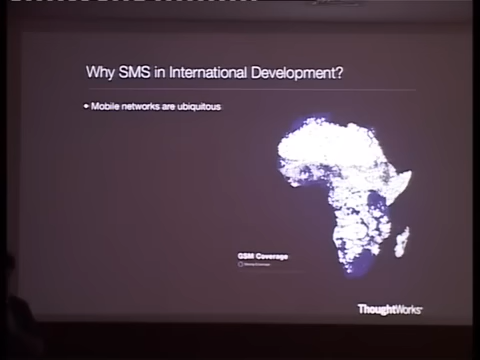 Why SMS in International Development?
• Mobile networks are ubiquitous
GSM Coverage
ThoughtWorks